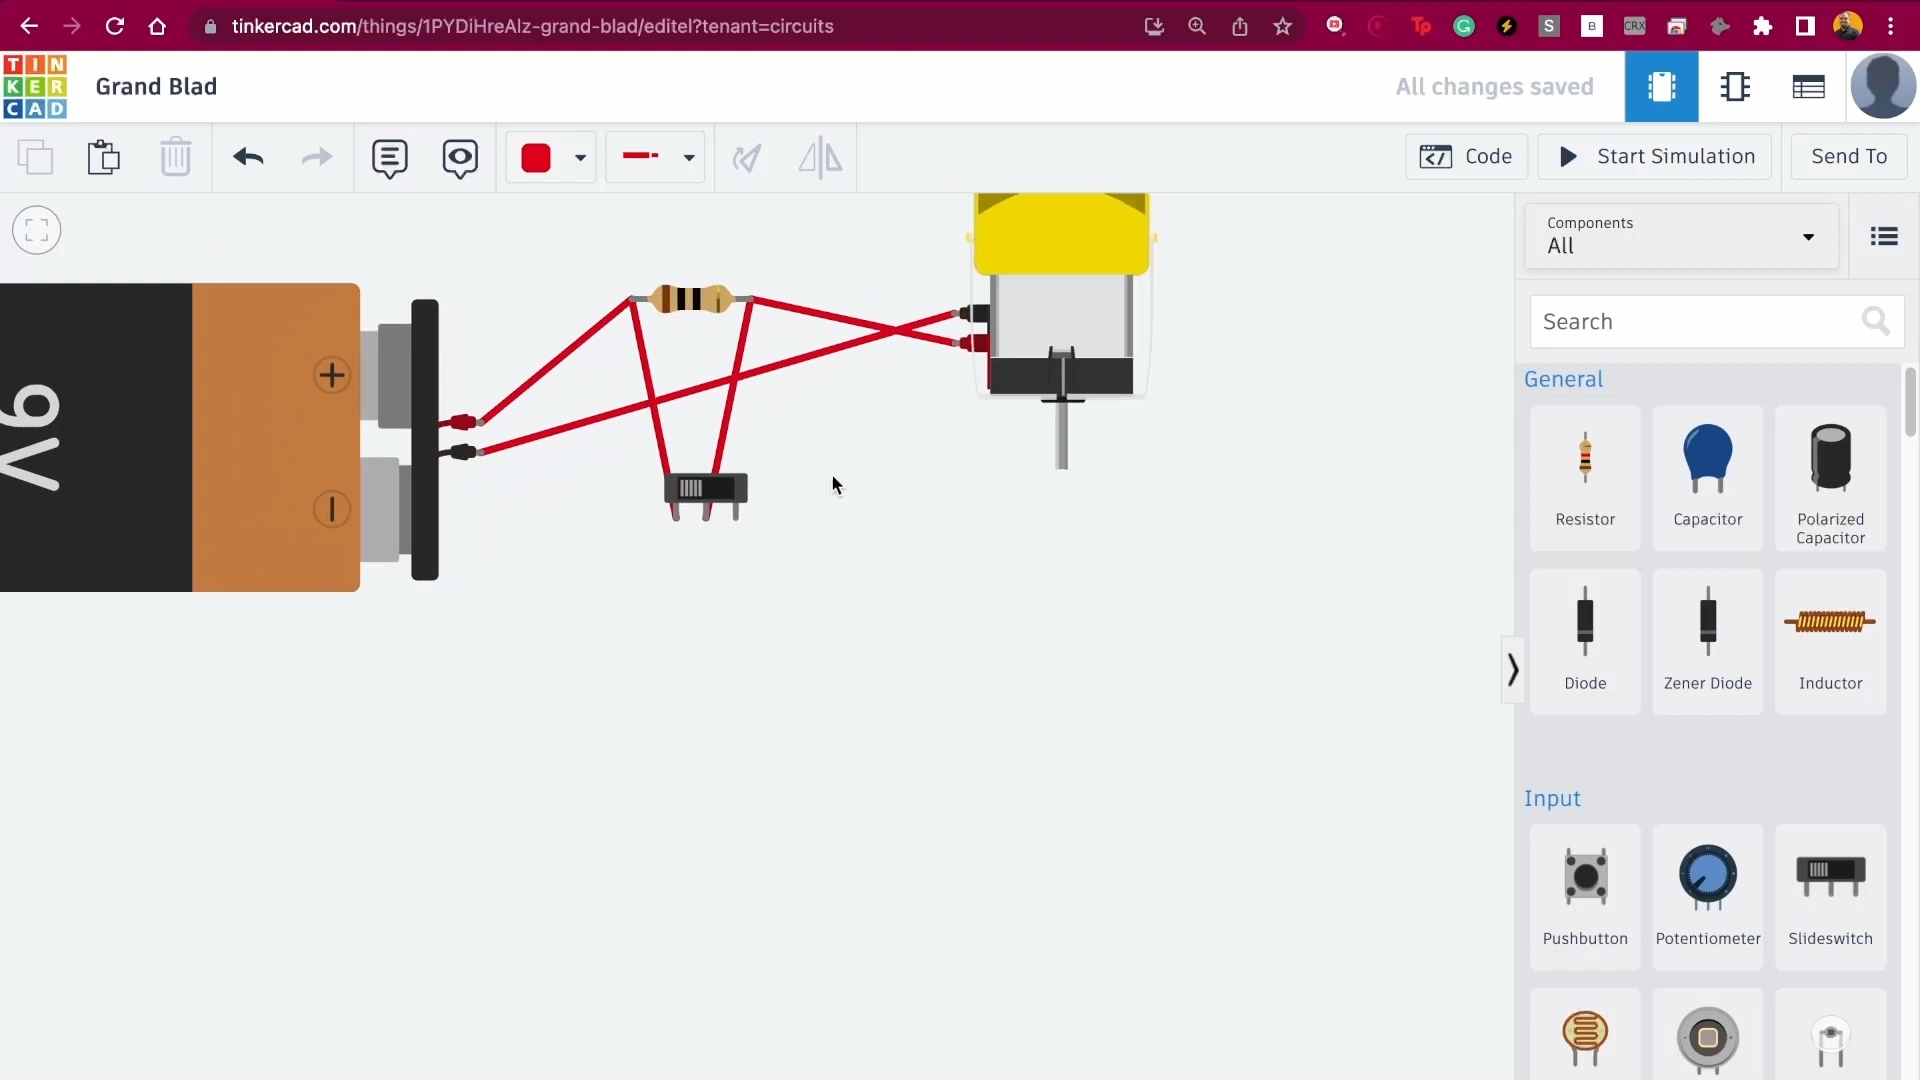 tinkercad.com/things/1PYDiHreAlz-grand-blad/editel?tenant=circuits
Tp
G
S
B
CRX
TIN
KER
CAD
Grand Blad
All changes saved
Code
Start Simulation
Send To
Components
All
Search
General
Resistor
Capacitor
Polarized
Capacitor
Diode
Zener Diode
Inductor
Input
Pushbutton
Potentiometer
Slideswitch
9V
+